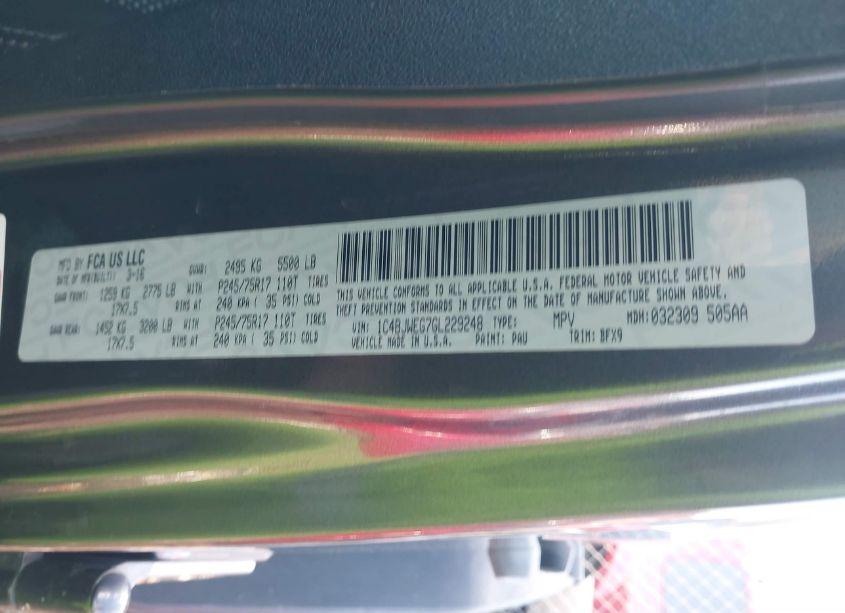 MFD BY FCA US LLC
DATE OF MFR(BUILT) 3-16
GVWR: 2495 KG 5500 LB
GAWR FRONT: 1259 KG 2775 LB WITH P245/75R17 110T TIRES
17X7.5 RIMS AT 240 KPA ( 35 PSI) COLD
GAWR REAR: 1452 KG 3200 LB WITH P245/75R17 110T TIRES
17X7.5 RIMS AT 240 KPA ( 35 PSI) COLD
THIS VEHICLE CONFORMS TO ALL APPLICABLE U.S.A. FEDERAL MOTOR VEHICLE SAFETY AND
THEFT PREVENTION STANDARDS IN EFFECT ON THE DATE OF MANUFACTURE SHOWN ABOVE.
VIN: 1C4BJWEG7GL229248 TYPE: MPV MDH: 032309 505AA
VEHICLE MADE IN U.S.A. PAINT: PAU TRIM: BFX9